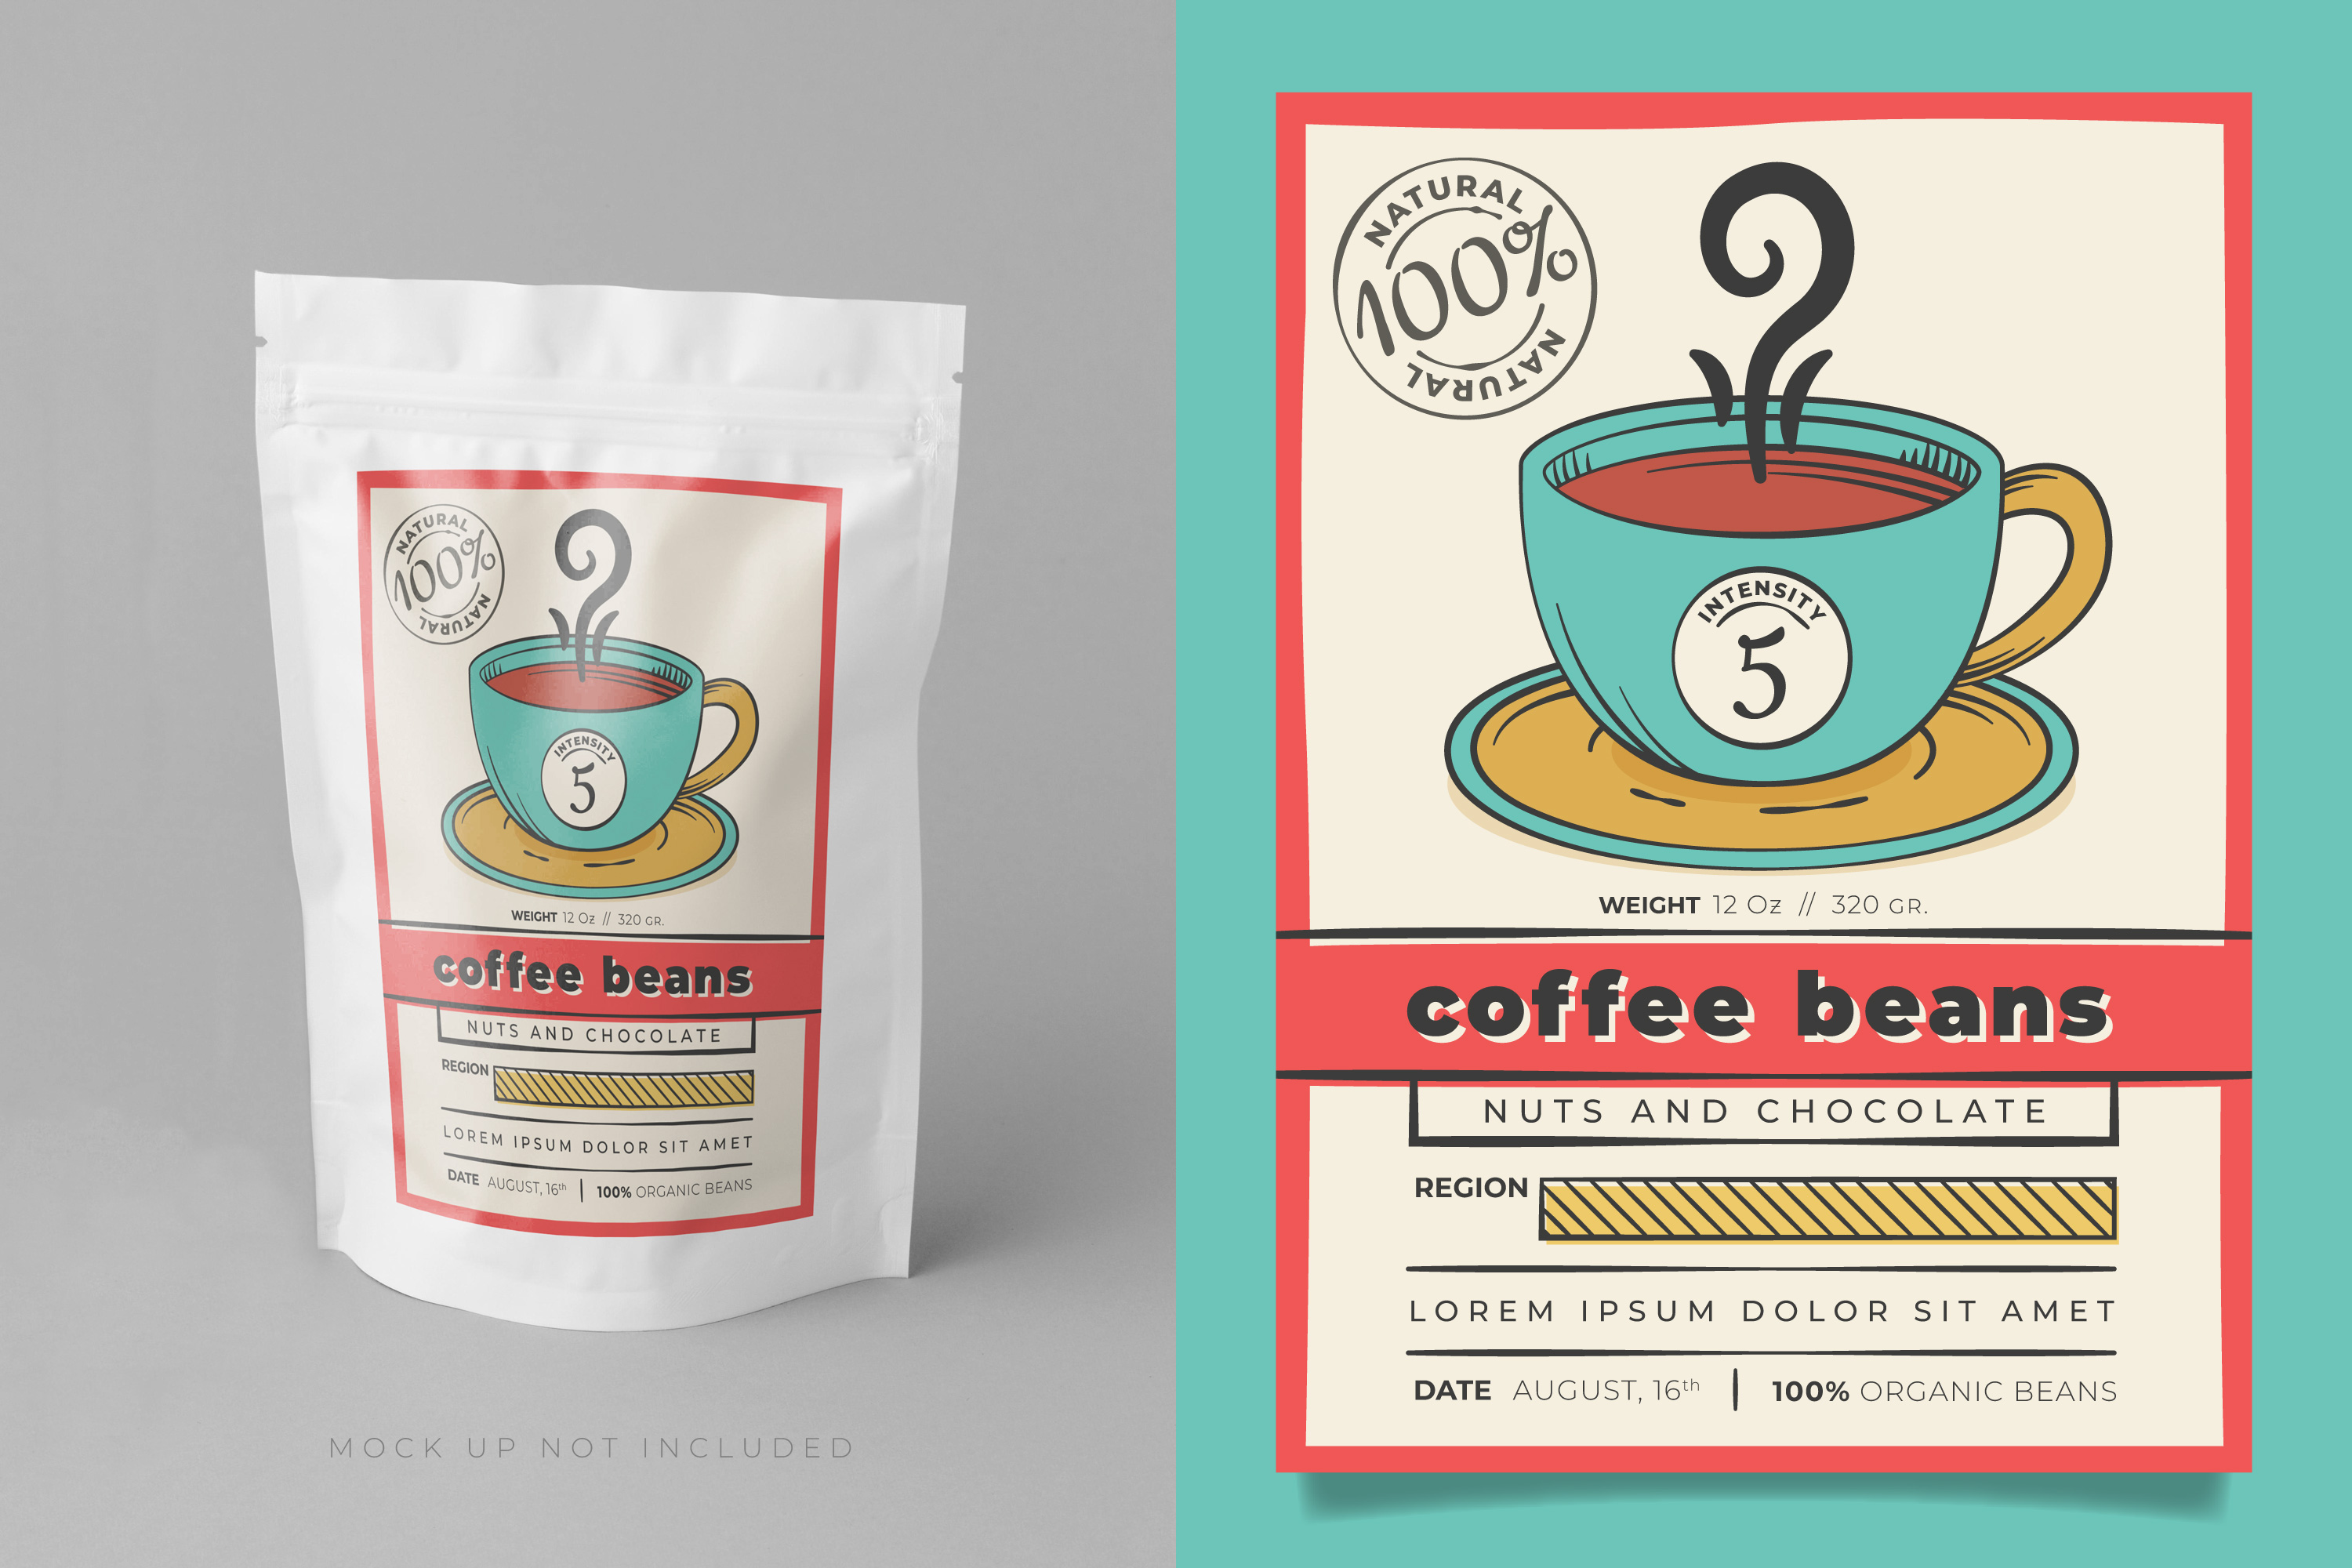 NATURAL
100%
NATURAL
INTENSITY
5
WEIGHT 12 Oz // 320 GR.
coffee beans
NUTS AND CHOCOLATE
REGION
LOREM IPSUM DOLOR SIT AMET
DATE AUGUST, 16th | 100% ORGANIC BEANS
MOCK UP NOT INCLUDED
NATURAL
100%
NATURAL
INTENSITY
5
WEIGHT 12 Oz // 320 GR.
coffee beans
NUTS AND CHOCOLATE
REGION
LOREM IPSUM DOLOR SIT AMET
DATE AUGUST, 16th | 100% ORGANIC BEANS